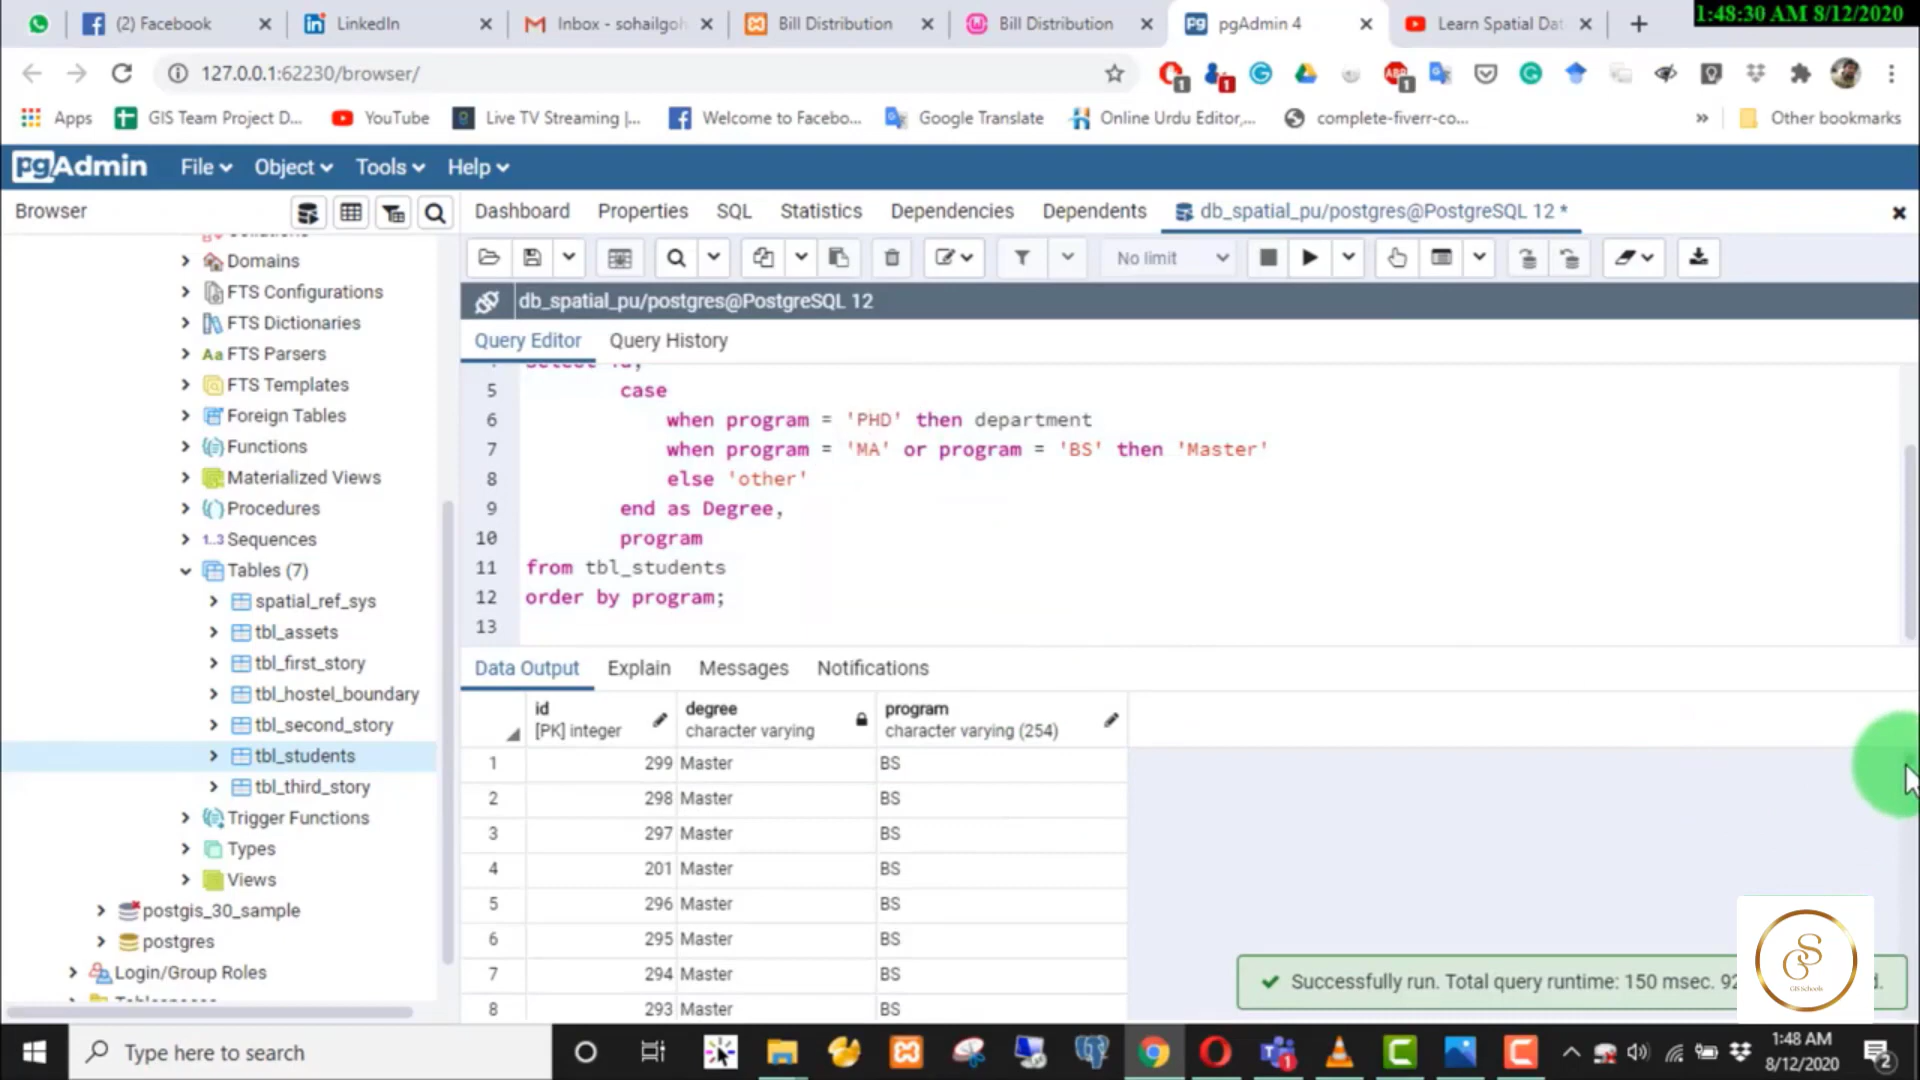 1:48:30 AM 8/12/2020
(2) Facebook
LinkedIn
Inbox - sohailgoh
Bill Distribution
Bill Distribution
pgAdmin 4
Learn Spatial Dat
127.0.0.1:62230/browser/
Apps
GIS Team Project D...
YouTube
Live TV Streaming |...
Welcome to Facebo...
Google Translate
Online Urdu Editor,...
complete-fiverr-co...
Other bookmarks
pgAdmin
File
Object
Tools
Help
Browser
Dashboard
Properties
SQL
Statistics
Dependencies
Dependents
db_spatial_pu/postgres@PostgreSQL 12 *
No limit
db_spatial_pu/postgres@PostgreSQL 12
Query Editor
Query History
Domains
FTS Configurations
FTS Dictionaries
FTS Parsers
FTS Templates
Foreign Tables
Functions
Materialized Views
Procedures
Sequences
Tables (7)
spatial_ref_sys
tbl_assets
tbl_first_story
tbl_hostel_boundary
tbl_second_story
tbl_students
tbl_third_story
Trigger Functions
Types
Views
postgis_30_sample
postgres
Login/Group Roles
5 case
6 when program = 'PHD' then department
7 when program = 'MA' or program = 'BS' then 'Master'
8 else 'other'
9 end as Degree,
10 program
11 from tbl_students
12 order by program;
13
Data Output
Explain
Messages
Notifications
id
[PK] integer
degree
character varying
program
character varying (254)
1 299 Master BS
2 298 Master BS
3 297 Master BS
4 201 Master BS
5 296 Master BS
6 295 Master BS
7 294 Master BS
8 293 Master BS
Successfully run. Total query runtime: 150 msec. 92
GIS Schools
Type here to search
1:48 AM
8/12/2020